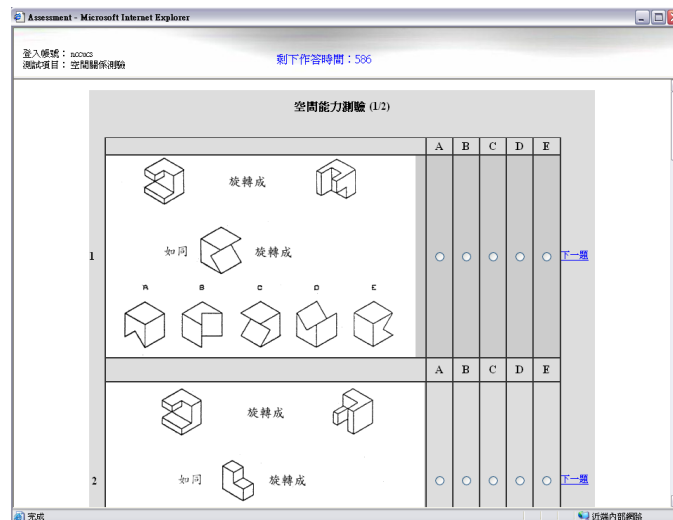 Assessment - Microsoft Internet Explorer
登入帳號： nccucs
測試項目： 空間關係測驗
剩下作答時間：586
空間能力測驗 (1/2)
A B C D E
旋轉成
1 如同 旋轉成 下一題
A B C D E
A B C D E
旋轉成
2 如同 旋轉成 下一題
完成 近端內部網路